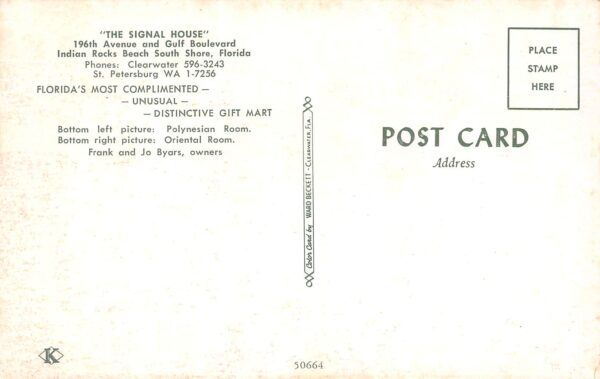 "THE SIGNAL HOUSE"
196th Avenue and Gulf Boulevard
Indian Rocks Beach South Shore, Florida
Phones: Clearwater 596-3243
St. Petersburg WA 1-7256
FLORIDA'S MOST COMPLIMENTED —
— UNUSUAL —
— DISTINCTIVE GIFT MART
Bottom left picture: Polynesian Room.
Bottom right picture: Oriental Room.
Frank and Jo Byars, owners
Color Card by WARD BECKETT - CLEARWATER, FLA.
PLACE
STAMP
HERE
POST CARD
Address
K
50664